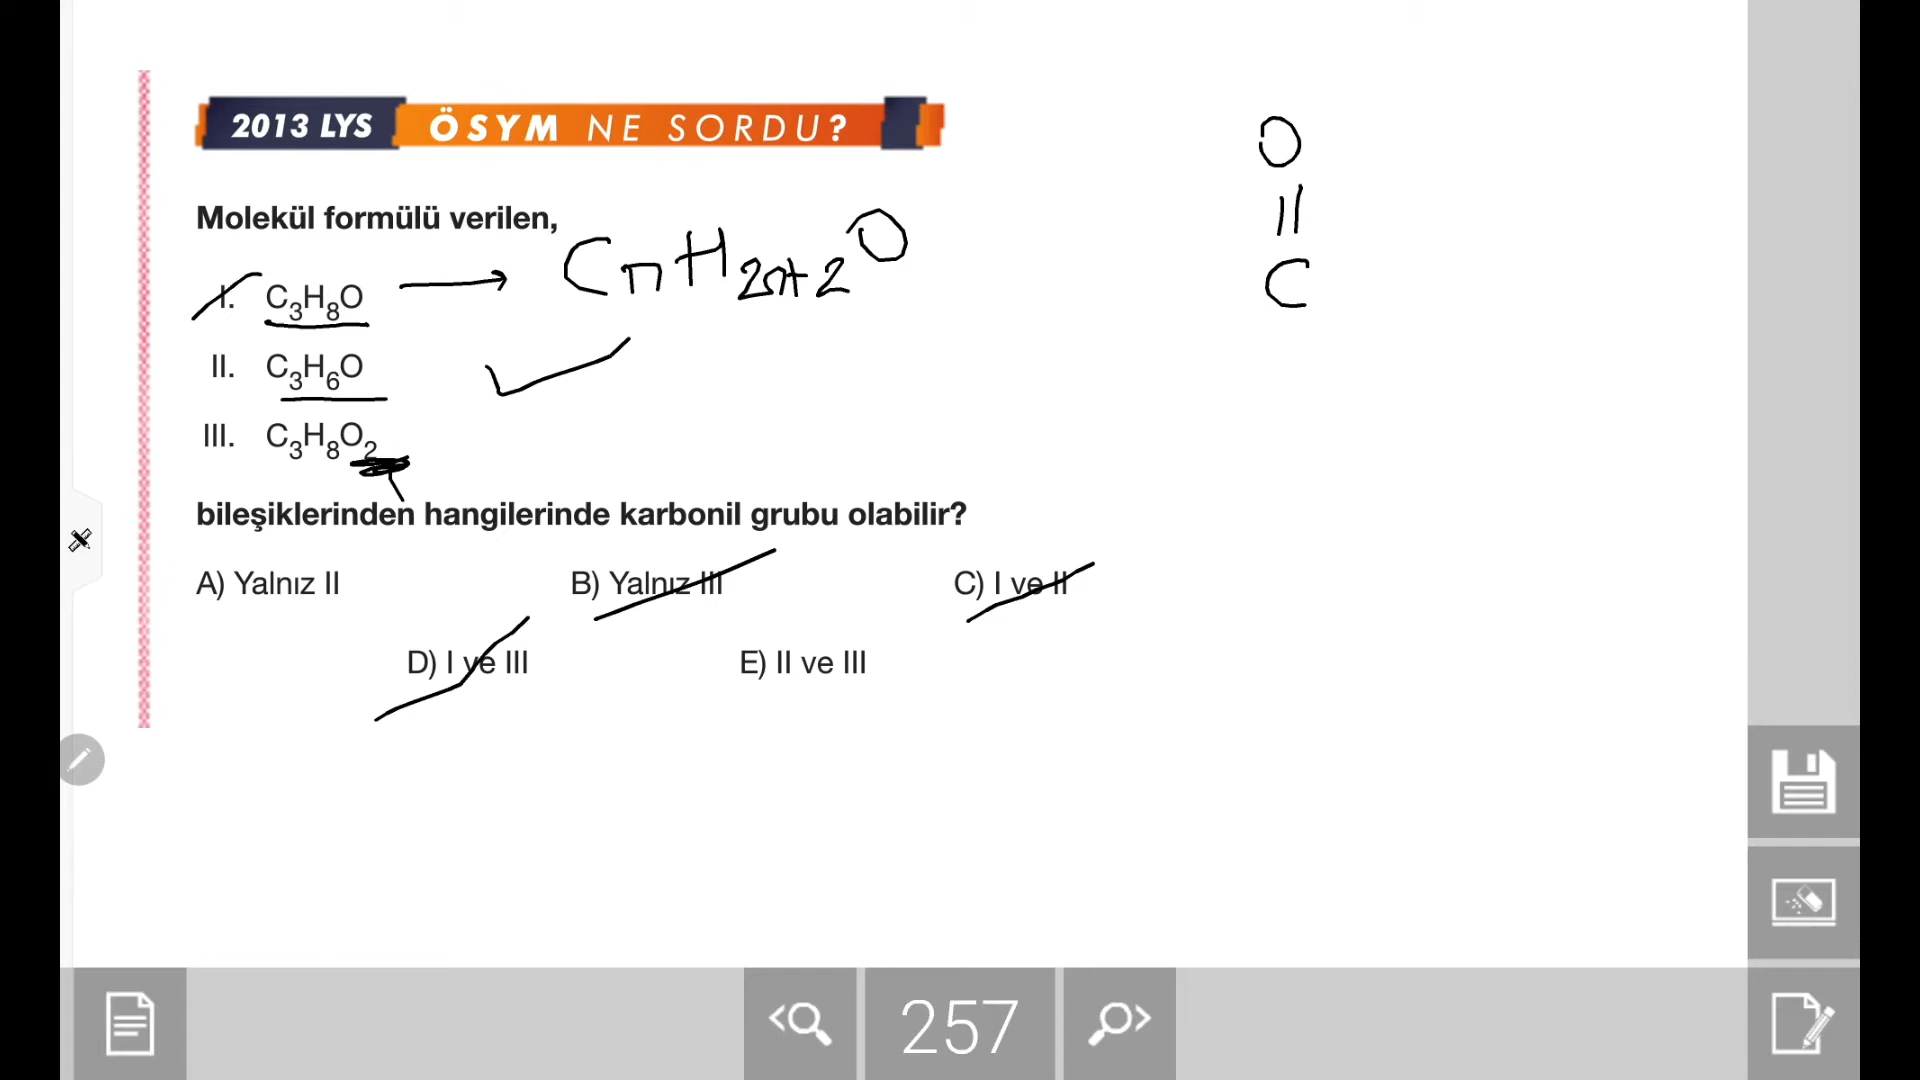 2013 LYS ÖSYM NE SORDU?
O
Molekül formülü verilen,
=
CnH2n+2O
I. C3H8O
C
II. C3H6O
III. C3H8O2
bileşiklerinden hangilerinde karbonil grubu olabilir?
A) Yalnız II B) Yalnız III C) I ve II
D) I ve III E) II ve III
257